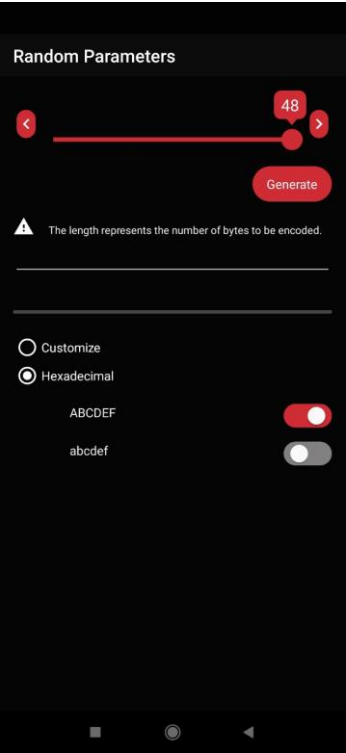 Random Parameters
48
Generate
The length represents the number of bytes to be encoded.
Customize
Hexadecimal
ABCDEF
abcdef